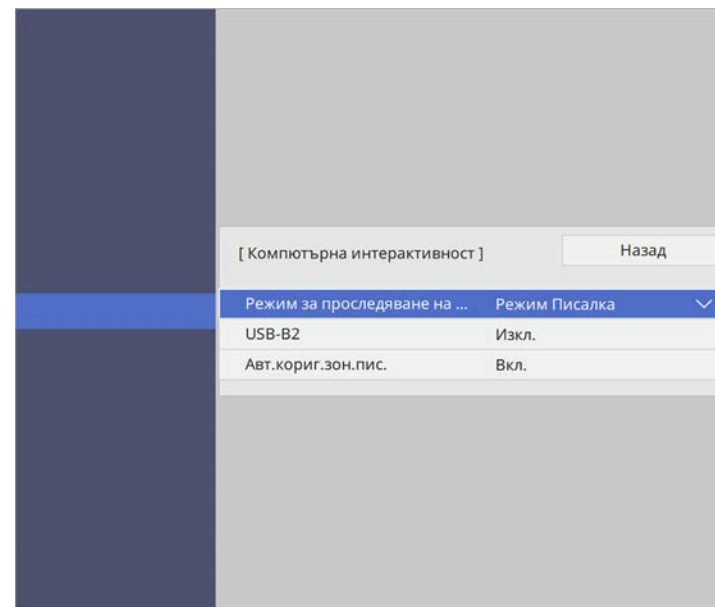 [ Компютърна интерактивност ] Назад
Режим за проследяване на ... Режим Писалка
USB-B2 Изкл.
Авт.кориг.зон.пис. Вкл.